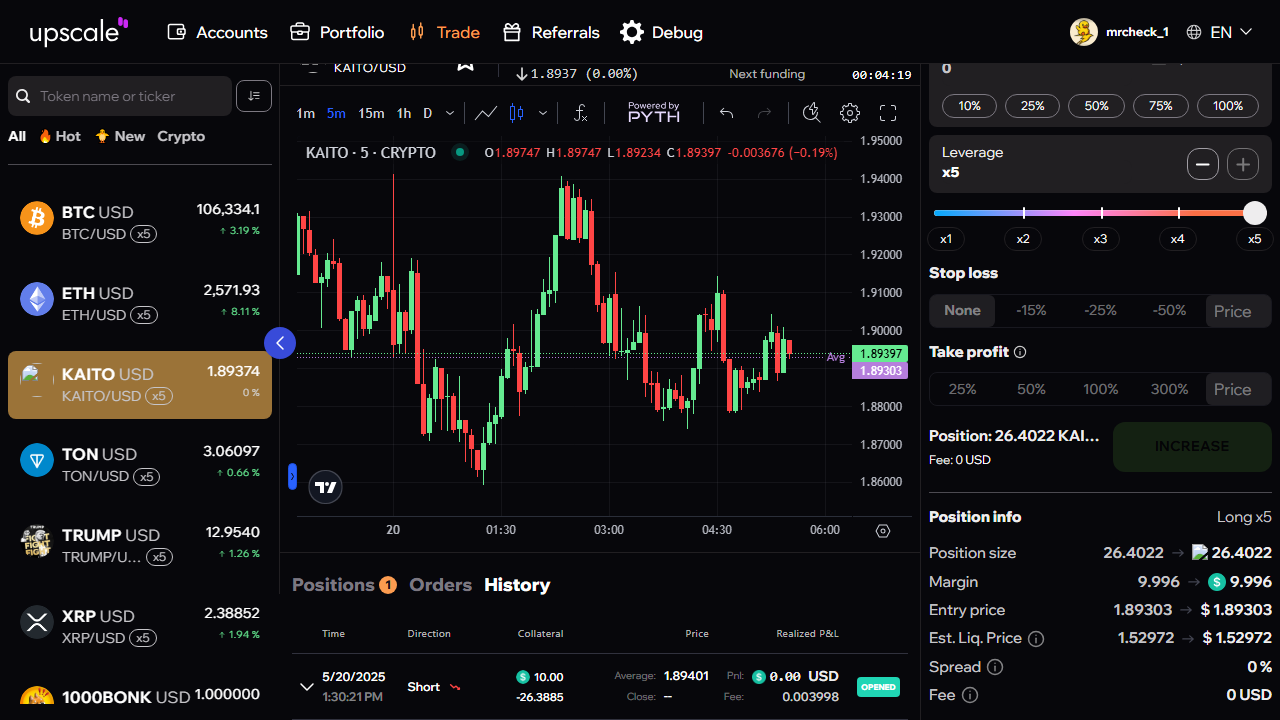 upscale
Accounts
Portfolio
Trade
Referrals
Debug
mrcheck_1
EN
Token name or ticker
All
Hot
New
Crypto
BTC USD
106,334.1
BTC/USD x5
↑ 3.19 %
ETH USD
2,571.93
ETH/USD x5
↑ 8.11 %
KAITO USD
1.89374
KAITO/USD x5
0 %
TON USD
3.06097
TON/USD x5
↑ 0.66 %
TRUMP USD
12.9540
TRUMP/U... x5
↑ 1.26 %
XRP USD
2.38852
XRP/USD x5
↑ 1.94 %
1000BONK USD
1.000000
KAITO/USD
↓ 1.8937 (0.00%)
Next funding
00:04:19
1m 5m 15m 1h D
Powered by
PYTH
KAITO · 5 · CRYPTO
O1.89747 H1.89747 L1.89234 C1.89397 -0.003676 (−0.19%)
1.95000
1.94000
1.93000
1.92000
1.91000
1.90000
1.89397
Avg
1.89303
1.88000
1.87000
1.86000
20 01:30 03:00 04:30 06:00
Positions 1
Orders
History
Time Direction Collateral Price Realized P&L
5/20/2025
1:30:21 PM
Short
10.00
-26.3885
Average: 1.89401
Close: --
Pnl: 0.00 USD
Fee: 0.003998
OPENED
0
10% 25% 50% 75% 100%
Leverage
x5
x1 x2 x3 x4 x5
Stop loss
None -15% -25% -50% Price
Take profit
25% 50% 100% 300% Price
Position: 26.4022 KAI...
Fee: 0 USD
INCREASE
Position info
Long x5
Position size 26.4022 → 26.4022
Margin 9.996 → 9.996
Entry price 1.89303 → $ 1.89303
Est. Liq. Price 1.52972 → $ 1.52972
Spread 0 %
Fee 0 USD